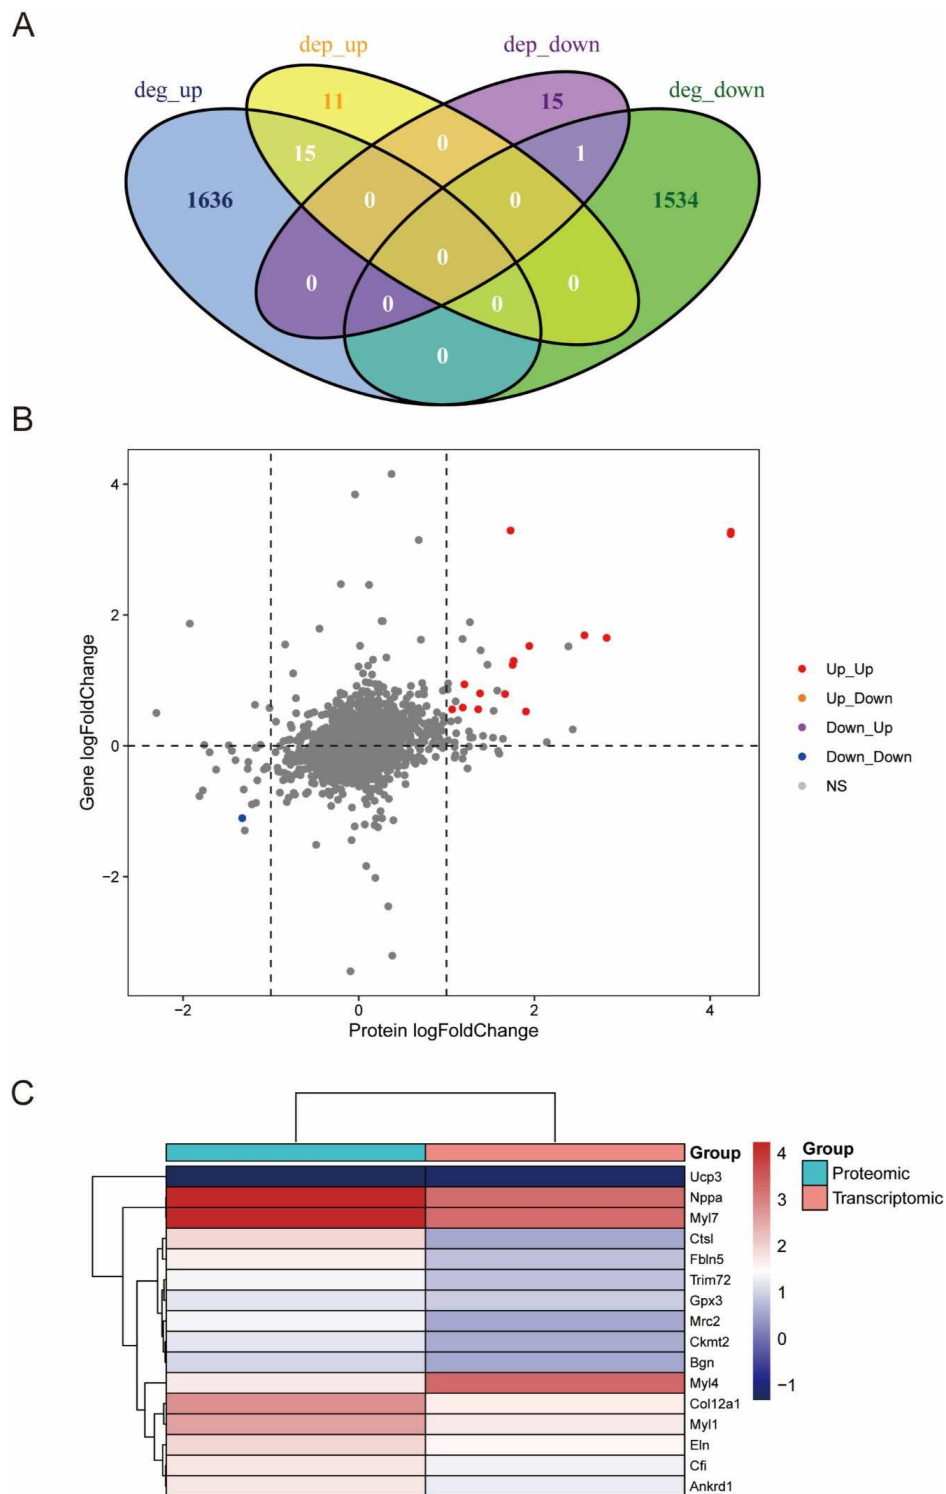 A
dep_up
dep_down
deg_up
deg_down
11
15
0
15
1
1636
0
0
1534
0
0
0
0
0
0
B
4
2
0
−2
Gene logFoldChange
−2
0
2
4
Protein logFoldChange
Up_Up
Up_Down
Down_Up
Down_Down
NS
C
Group
Ucp3
Nppa
Myl7
Ctsl
Fbln5
Trim72
Gpx3
Mrc2
Ckmt2
Bgn
Myl4
Col12a1
Myl1
Eln
Cfi
Ankrd1
4
3
2
1
0
−1
Group
Proteomic
Transcriptomic